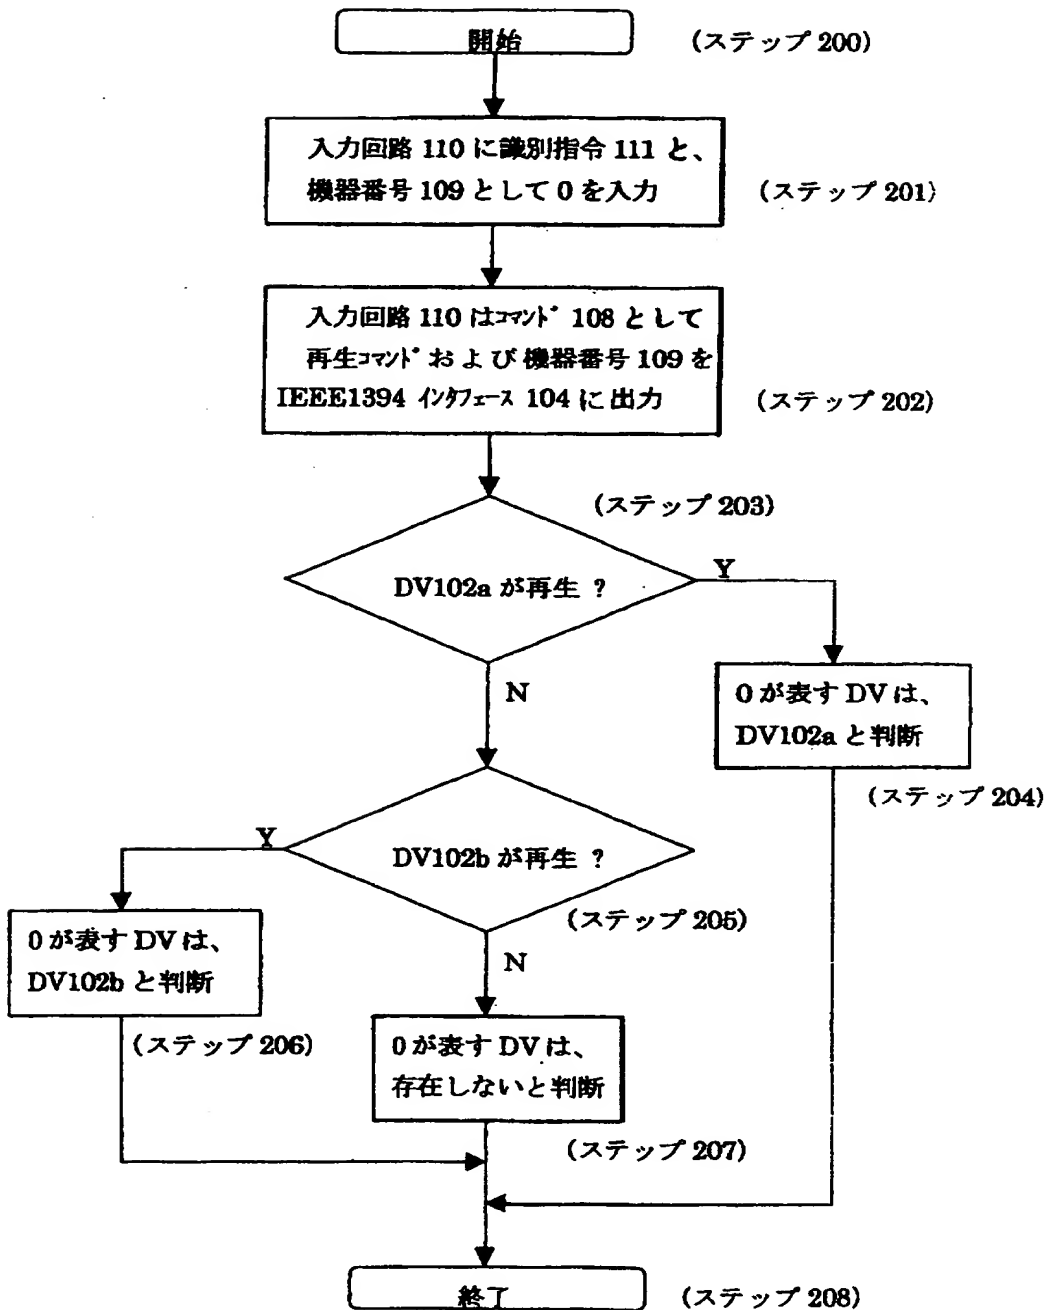 開始
(ステップ 200)
入力回路 110 に識別指令 111 と、
機器番号 109 として 0 を入力
(ステップ 201)
入力回路 110 はコマンド 108 として
再生コマンド および機器番号 109 を
IEEE1394 インタフェース 104 に出力
(ステップ 202)
(ステップ 203)
DV102a が再生 ?
Y
N
0 が表す DV は、
DV102a と判断
(ステップ 204)
DV102b が再生 ?
Y
(ステップ 205)
N
0 が表す DV は、
DV102b と判断
(ステップ 206)
0 が表す DV は、
存在しないと判断
(ステップ 207)
終了
(ステップ 208)